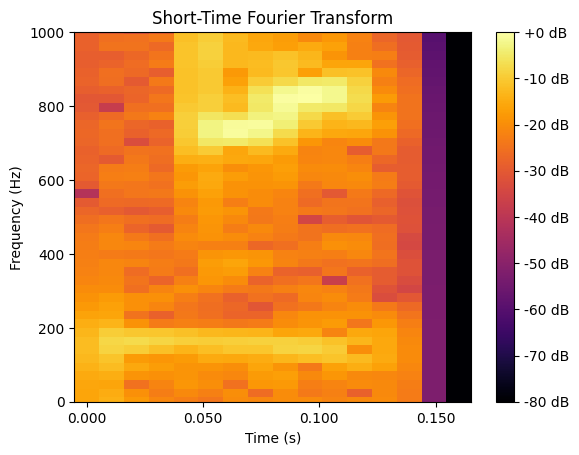 Short-Time Fourier Transform
1000
800
600
400
200
0
Frequency (Hz)
0.000
0.050
0.100
0.150
Time (s)
+0 dB
-10 dB
-20 dB
-30 dB
-40 dB
-50 dB
-60 dB
-70 dB
-80 dB